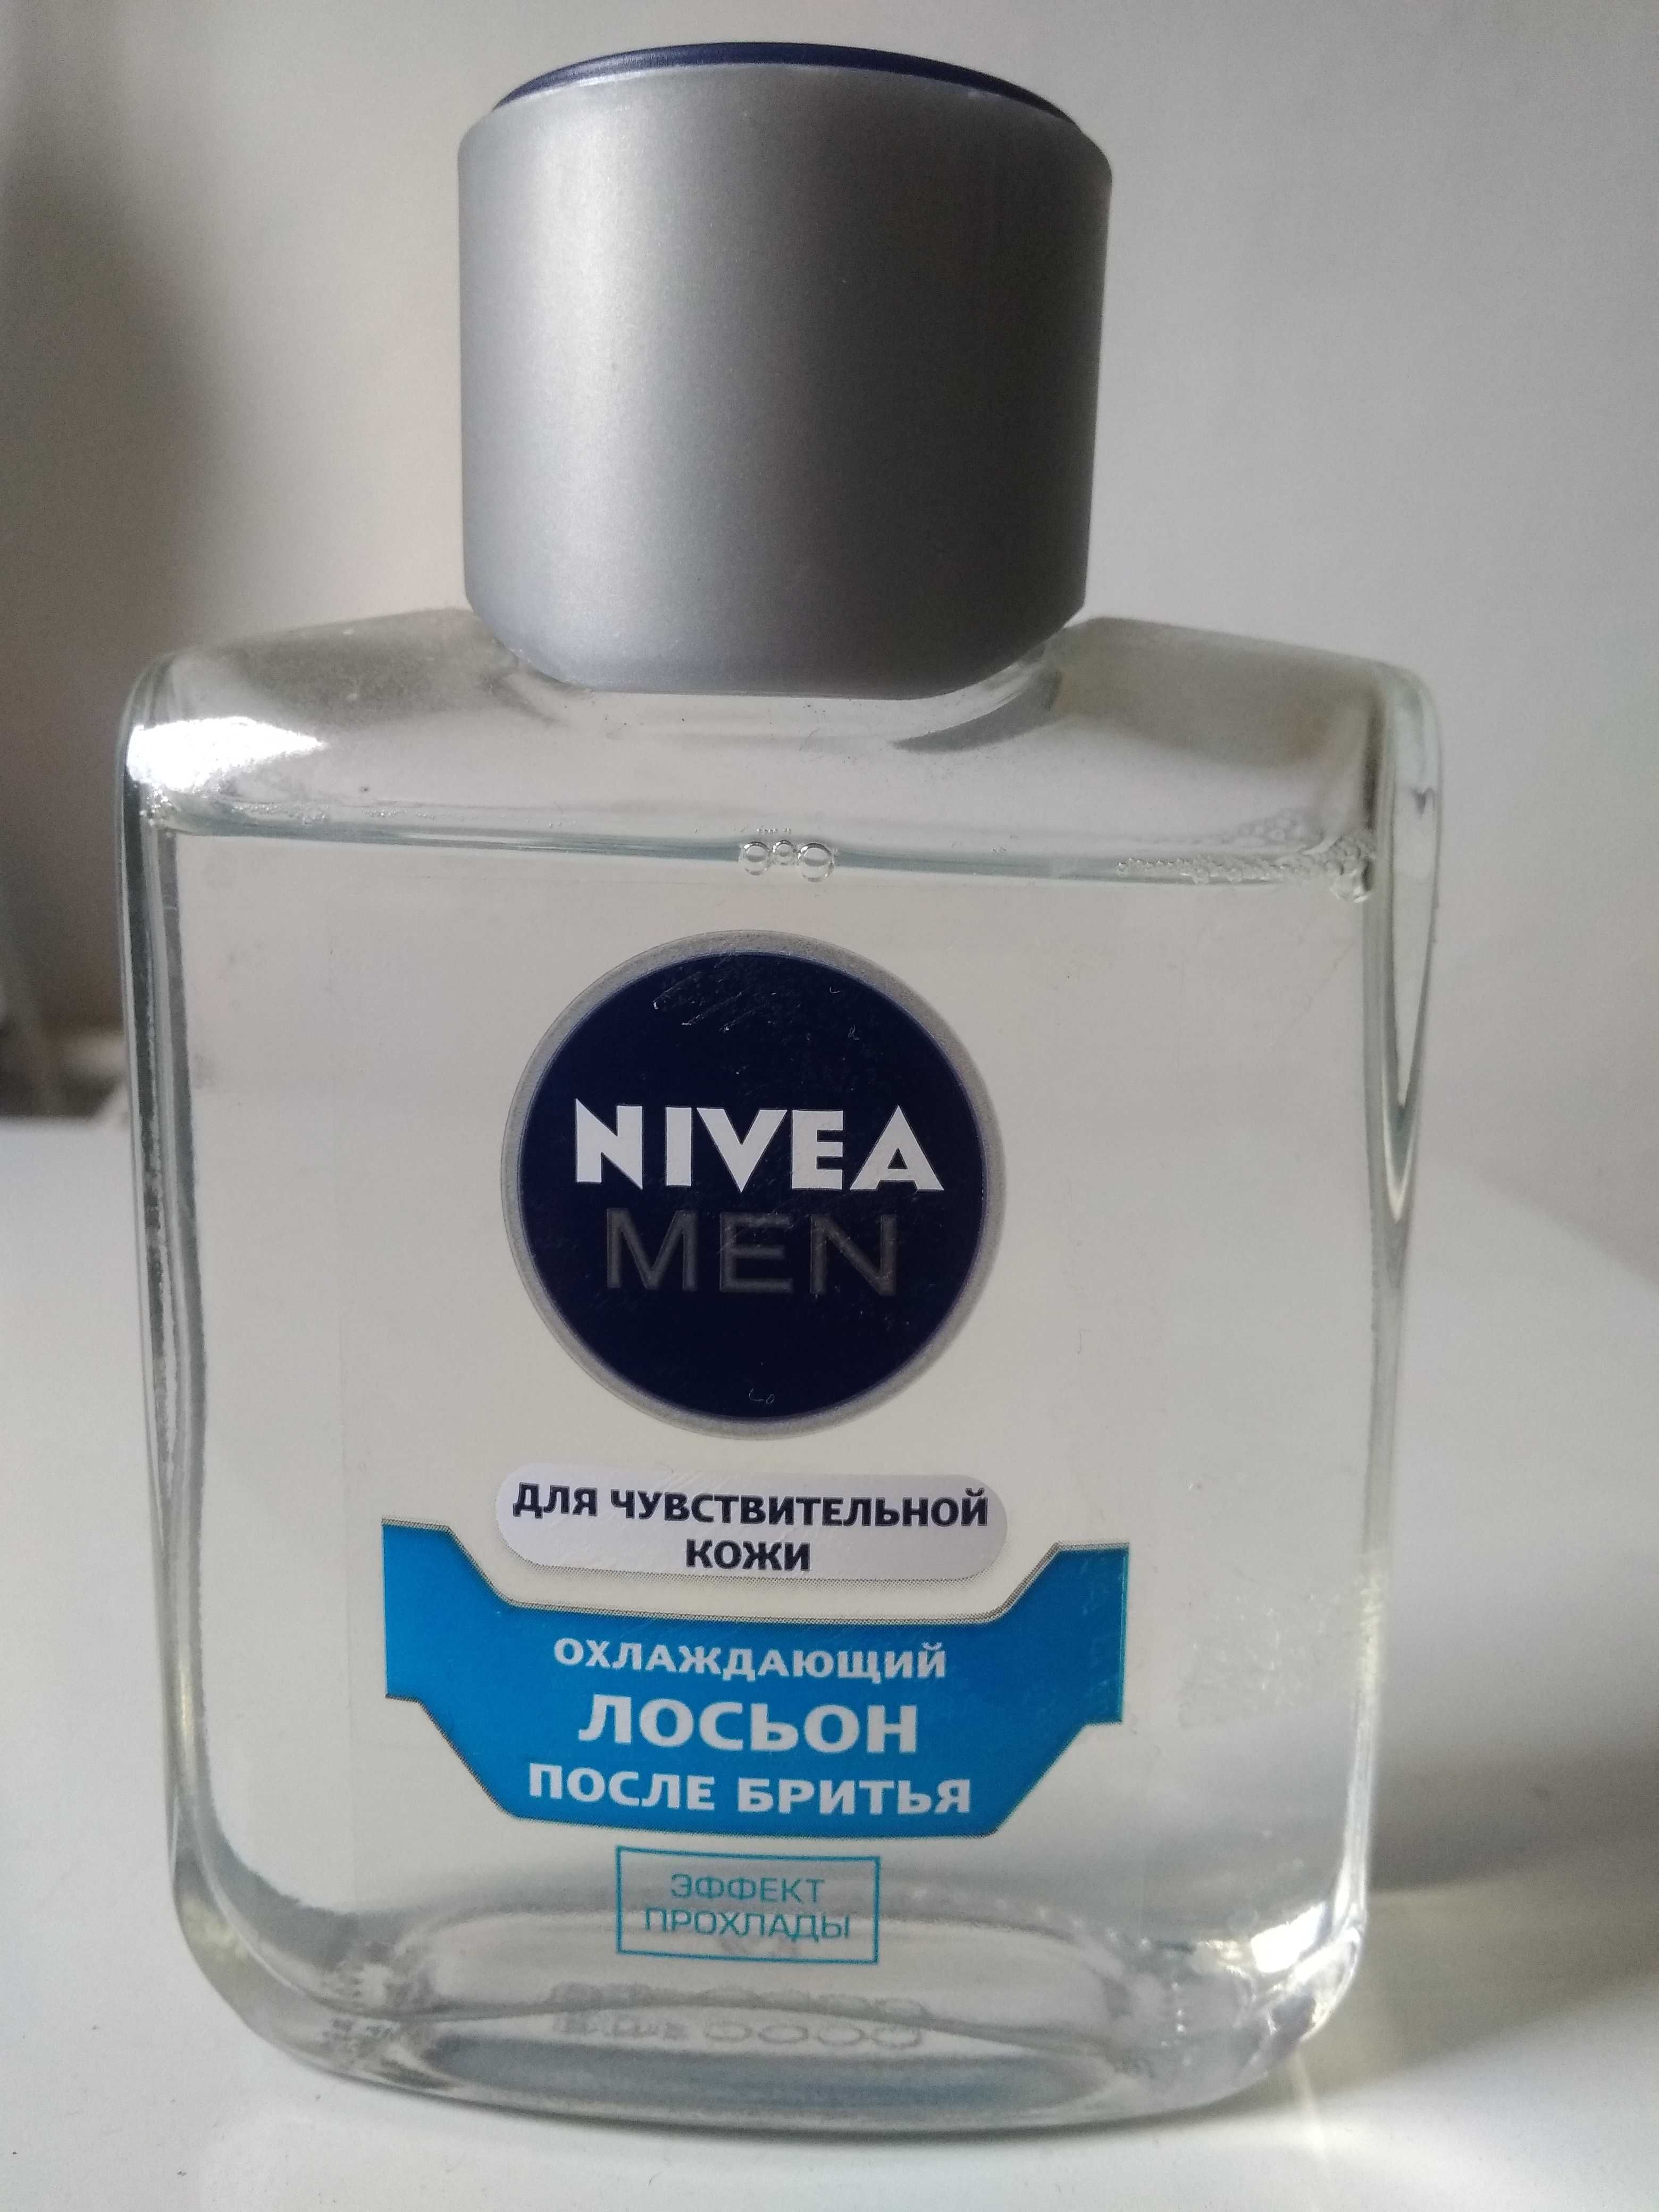 NIVEA
MEN
ДЛЯ ЧУВСТВИТЕЛЬНОЙ
КОЖИ
ОХЛАЖДАЮЩИЙ
ЛОСЬОН
ПОСЛЕ БРИТЬЯ
ЭФФЕКТ
ПРОХЛАДЫ